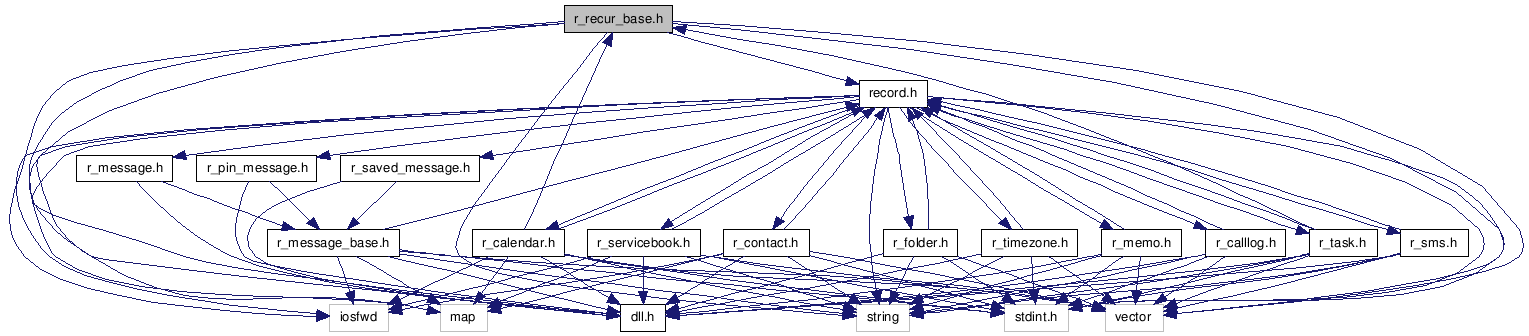 r_recur_base.h
record.h
r_message.h
r_pin_message.h
r_saved_message.h
r_message_base.h
r_calendar.h
r_servicebook.h
r_contact.h
r_folder.h
r_timezone.h
r_memo.h
r_calllog.h
r_task.h
r_sms.h
iosfwd
map
dll.h
string
stdint.h
vector